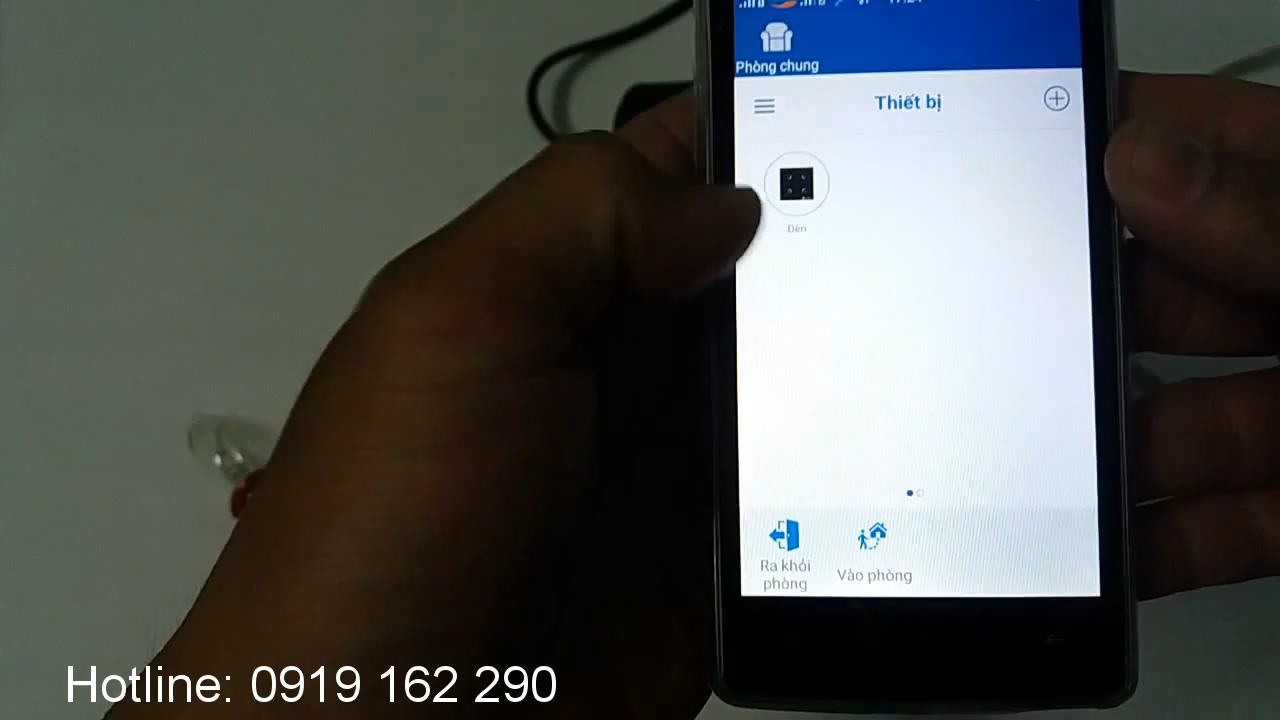 Phòng chung
Thiết bị
Đèn
Ra khỏi
phòng
Vào phòng
Hotline: 0919 162 290